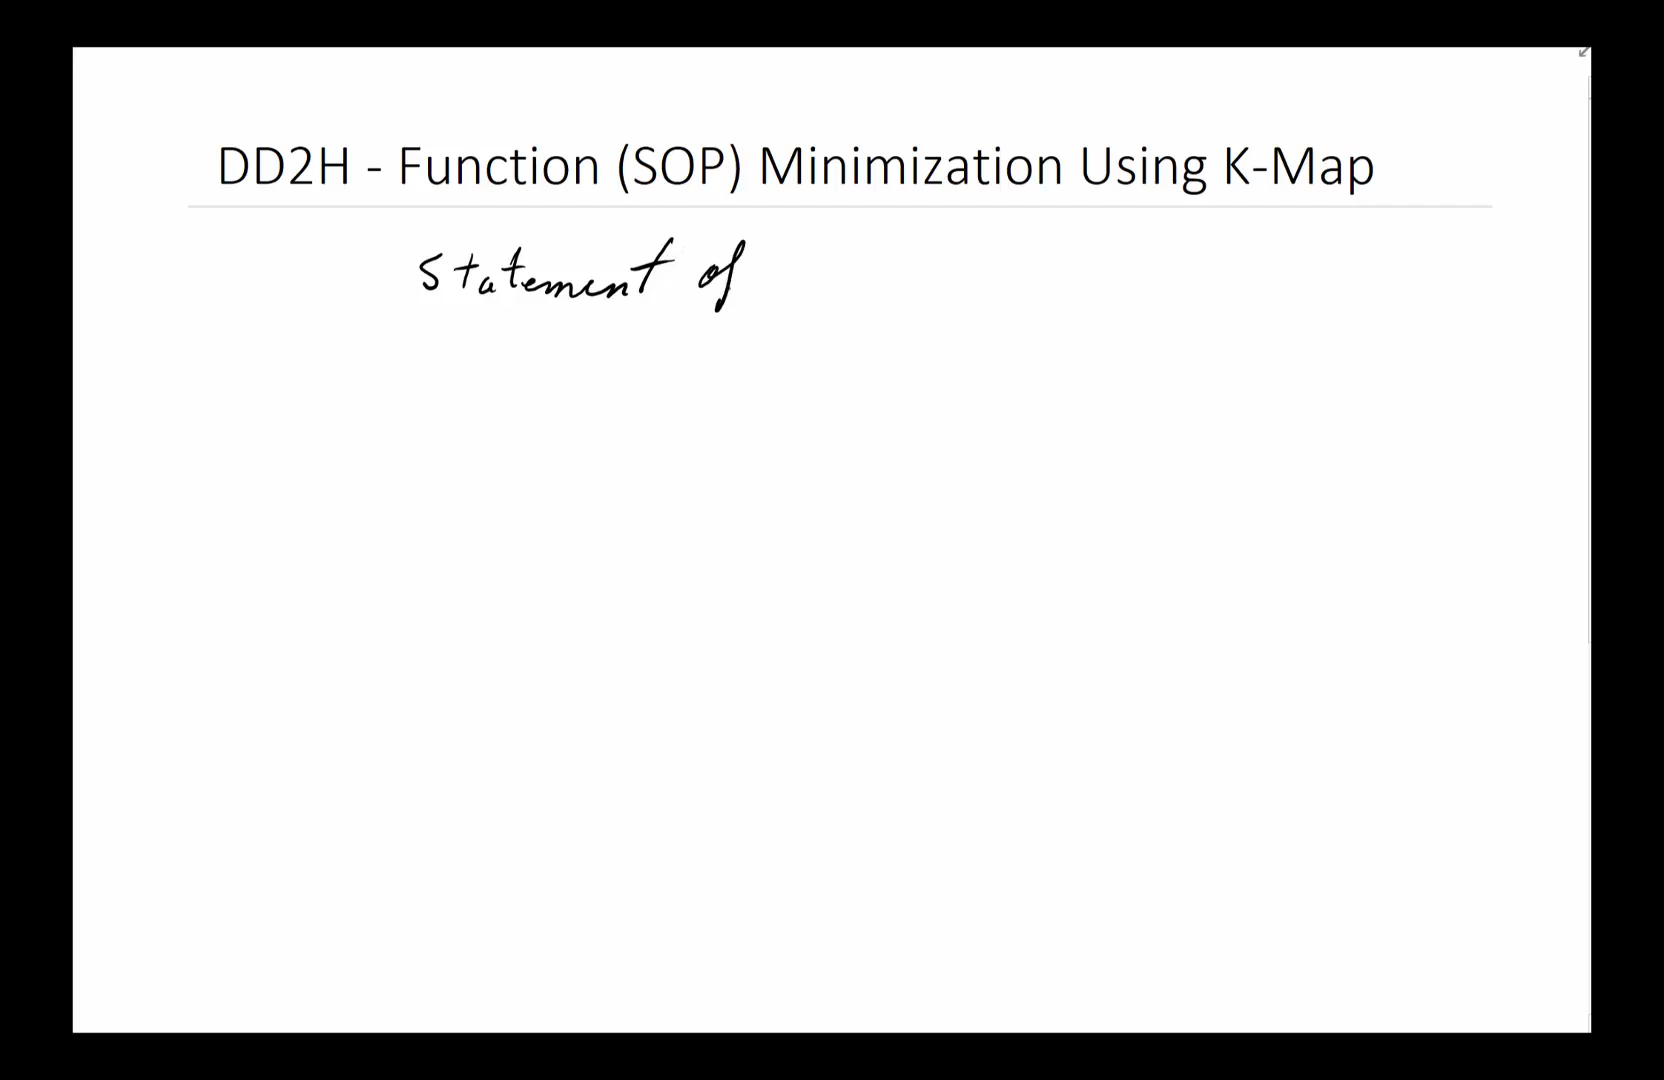 DD2H - Function (SOP) Minimization Using K-Map
statement of